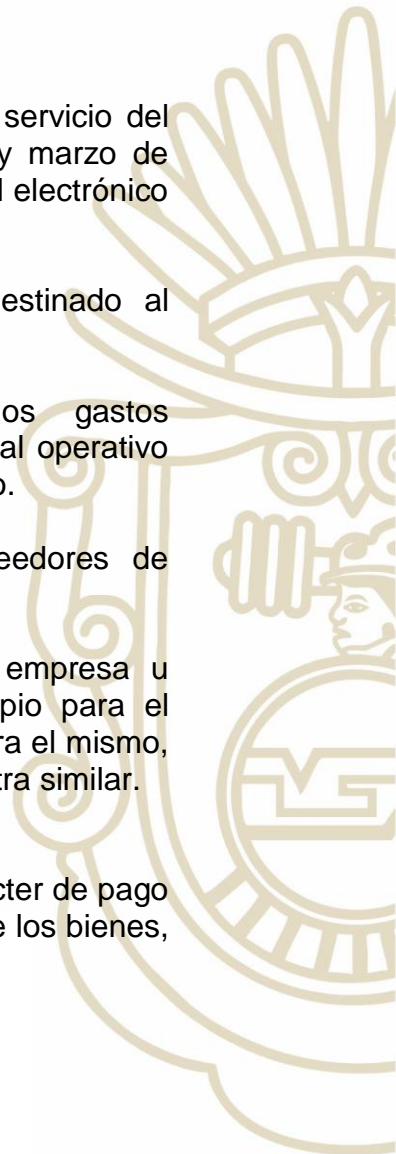 servicio del
y marzo de
l electrónico
estinado al
os gastos
al operativo
o.
eedores de
empresa u
pio para el
ra el mismo,
tra similar.
cter de pago
e los bienes,